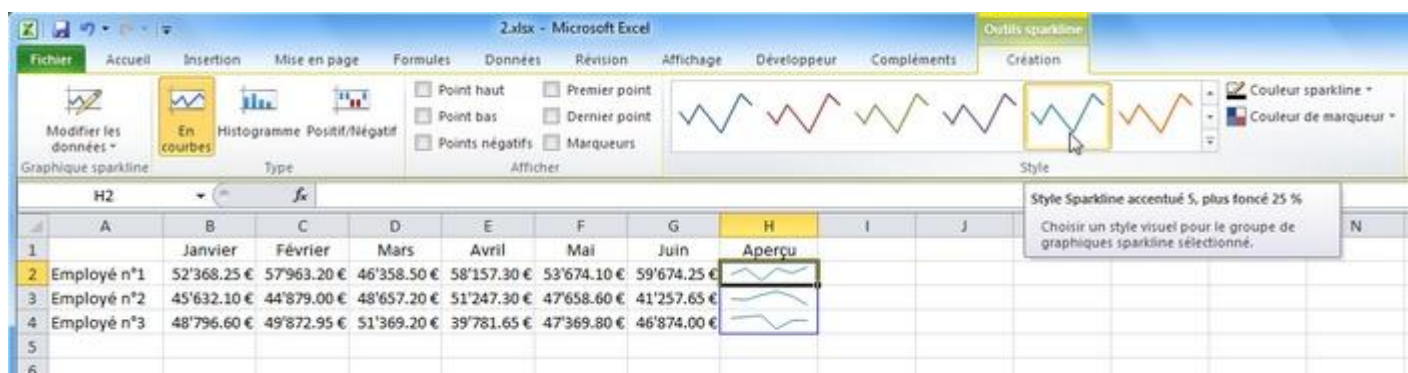 2.xlsx - Microsoft Excel
Outils sparkline
Fichier Accueil Insertion Mise en page Formules Données Révision Affichage Développeur Compléments Création
Modifier les données
En courbes
Histogramme
Positif/Négatif
Graphique sparkline
Type
Point haut
Point bas
Points négatifs
Premier point
Dernier point
Marqueurs
Afficher
Style
Couleur sparkline
Couleur de marqueur
H2 fx
Style Sparkline accentué 5, plus foncé 25 %
Choisir un style visuel pour le groupe de
graphiques sparkline sélectionné.
A B C D E F G H I J N
1 Janvier Février Mars Avril Mai Juin Aperçu
2 Employé n°1 52'368.25 € 57'963.20 € 46'358.50 € 58'157.30 € 53'674.10 € 59'674.25 €
3 Employé n°2 45'632.10 € 44'879.00 € 48'657.20 € 51'247.30 € 47'658.60 € 41'257.65 €
4 Employé n°3 48'796.60 € 49'872.95 € 51'369.20 € 39'781.65 € 47'369.80 € 46'874.00 €
5
6